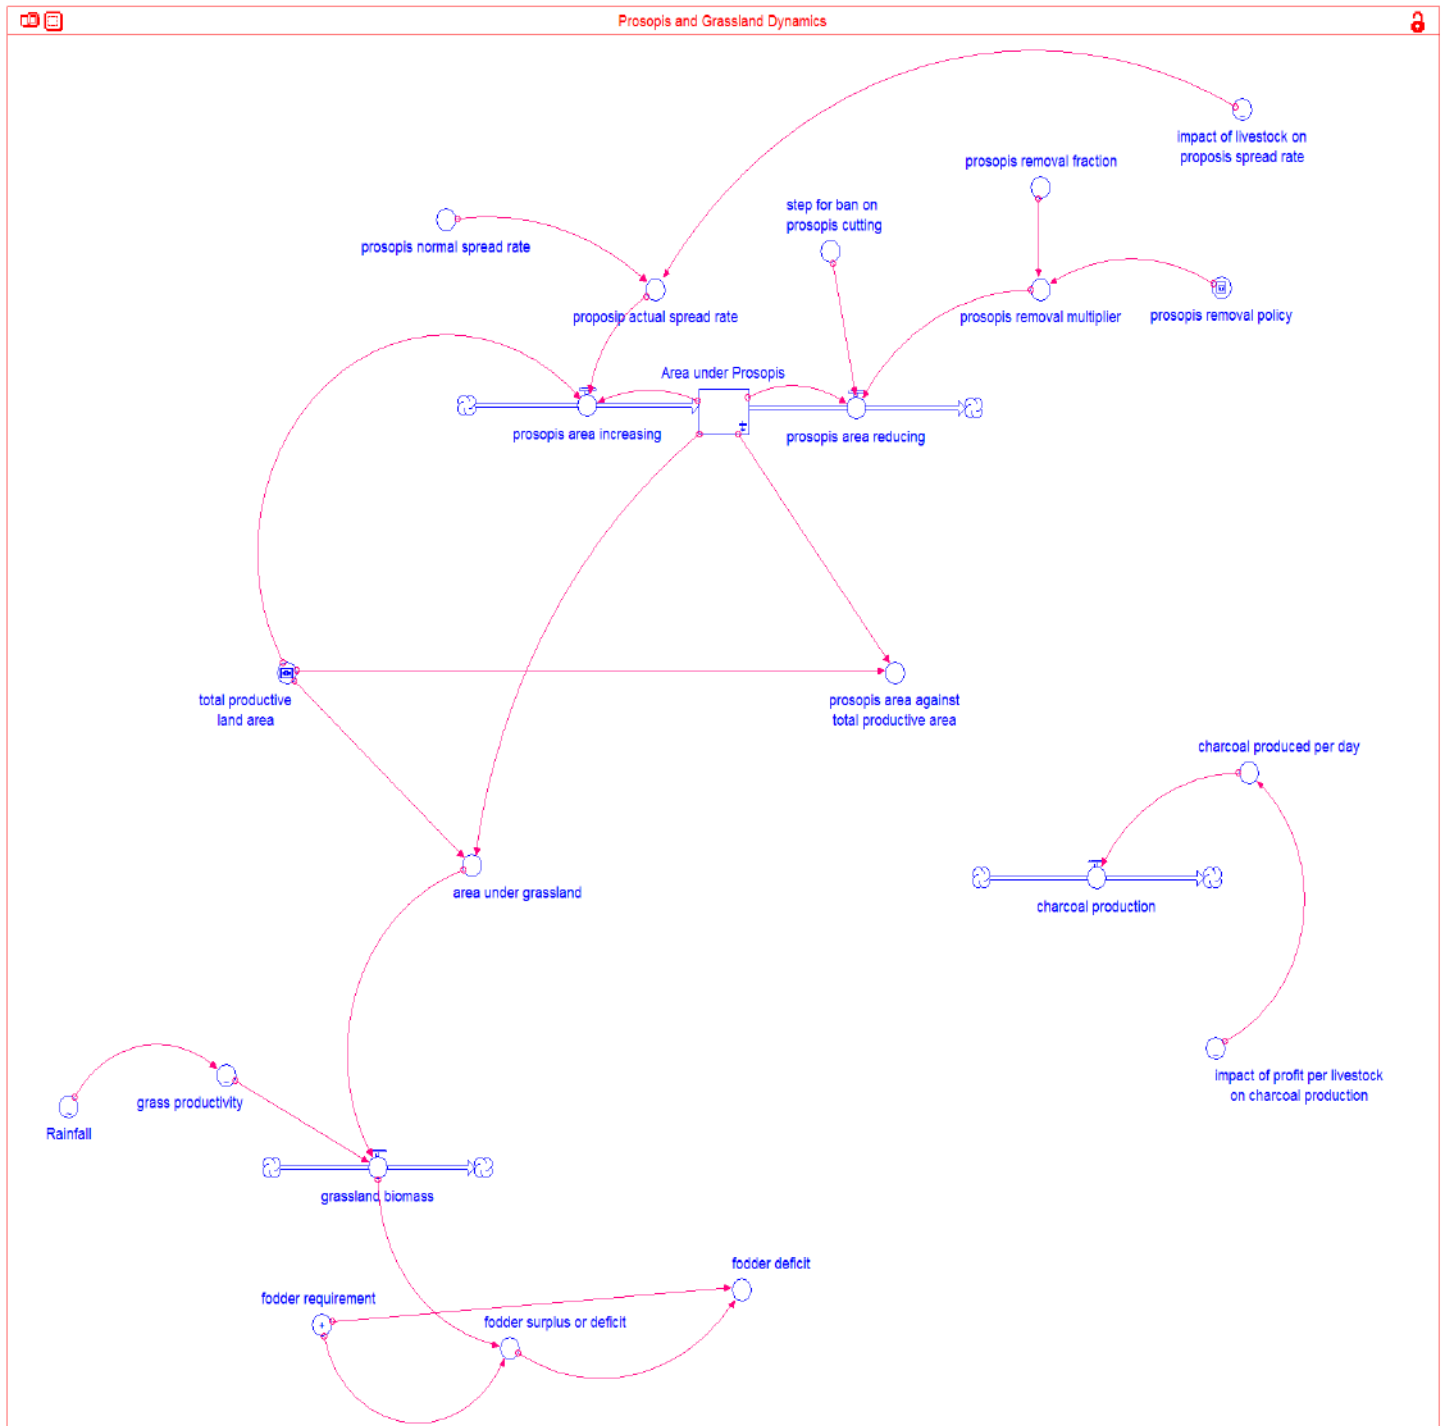 Prosopis and Grassland Dynamics
impact of livestock on
proposis spread rate
prosopis removal fraction
step for ban on
prosopis cutting
prosopis normal spread rate
proposip actual spread rate
prosopis removal multiplier
prosopis removal policy
Area under Prosopis
prosopis area increasing
prosopis area reducing
total productive
land area
prosopis area against
total productive area
charcoal produced per day
area under grassland
charcoal production
impact of profit per livestock
on charcoal production
grass productivity
Rainfall
grassland biomass
fodder deficit
fodder requirement
fodder surplus or deficit